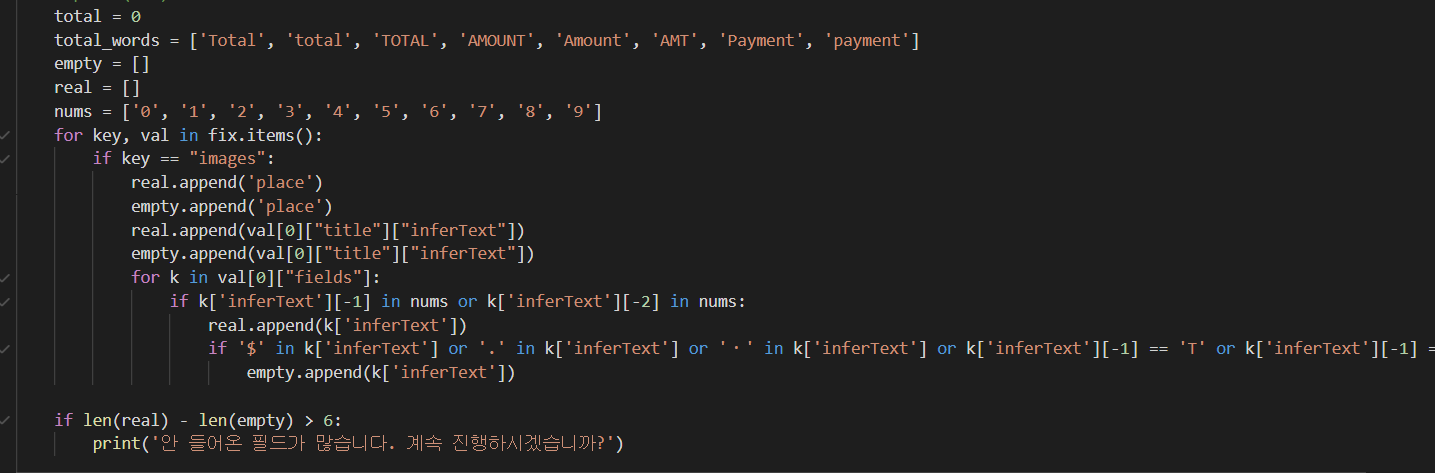 total = 0
total_words = ['Total', 'total', 'TOTAL', 'AMOUNT', 'Amount', 'AMT', 'Payment', 'payment']
empty = []
real = []
nums = ['0', '1', '2', '3', '4', '5', '6', '7', '8', '9']
for key, val in fix.items():
    if key == "images":
        real.append('place')
        empty.append('place')
        real.append(val[0]["title"]["inferText"])
        empty.append(val[0]["title"]["inferText"])
        for k in val[0]["fields"]:
            if k['inferText'][-1] in nums or k['inferText'][-2] in nums:
                real.append(k['inferText'])
                if '$' in k['inferText'] or '.' in k['inferText'] or '·' in k['inferText'] or k['inferText'][-1] == 'T' or k['inferText'][-1] =
                    empty.append(k['inferText'])
if len(real) - len(empty) > 6:
    print('안 들어온 필드가 많습니다. 계속 진행하시겠습니까?')